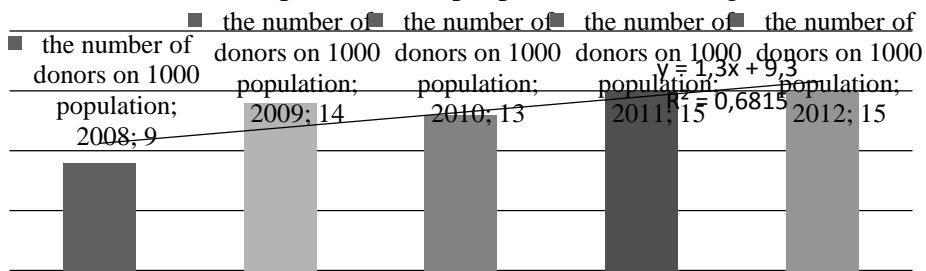 the number of
donors on 1000
population;
2008; 9
the number of
donors on 1000
population;
2009; 14
the number of
donors on 1000
population;
2010; 13
the number of
donors on 1000
population;
2011; 15
the number of
donors on 1000
population;
2012; 15
y = 1,3x + 9,3
R² = 0,6815